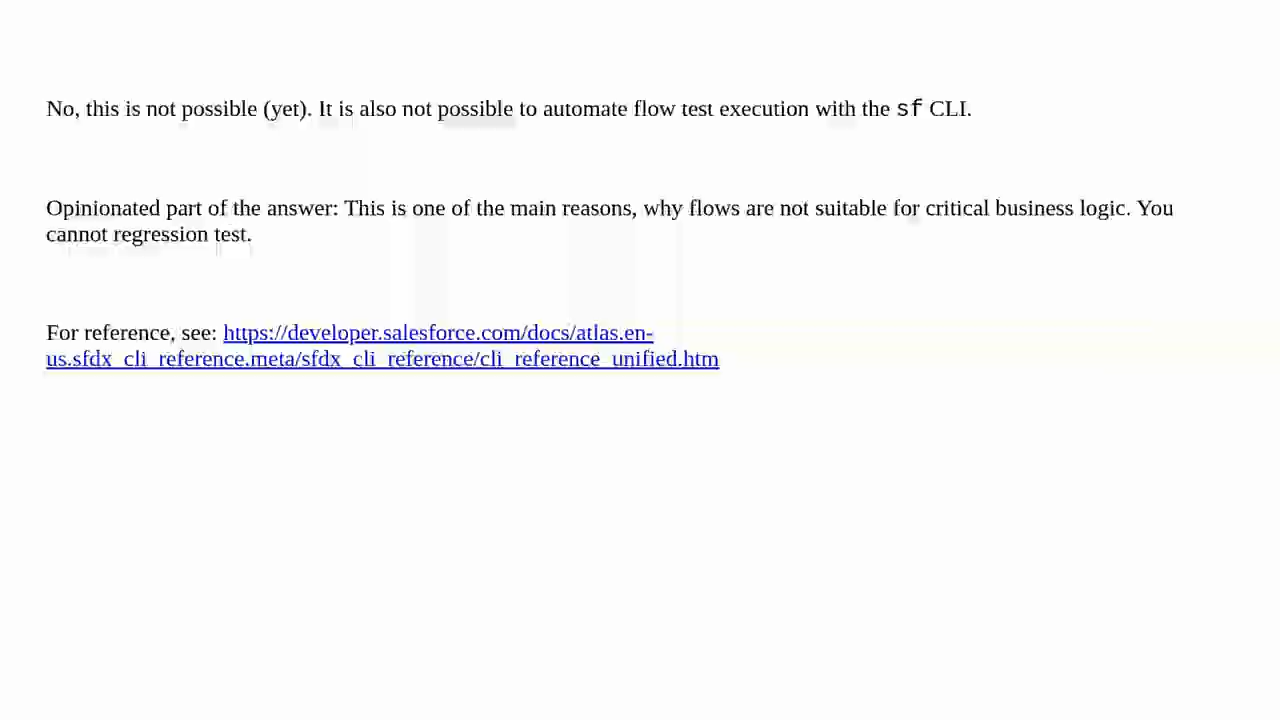 No, this is not possible (yet). It is also not possible to automate flow test execution with the sf CLI.
Opinionated part of the answer: This is one of the main reasons, why flows are not suitable for critical business logic. You
cannot regression test.
For reference, see: https://developer.salesforce.com/docs/atlas.en-
us.sfdx_cli_reference.meta/sfdx_cli_reference/cli_reference_unified.htm